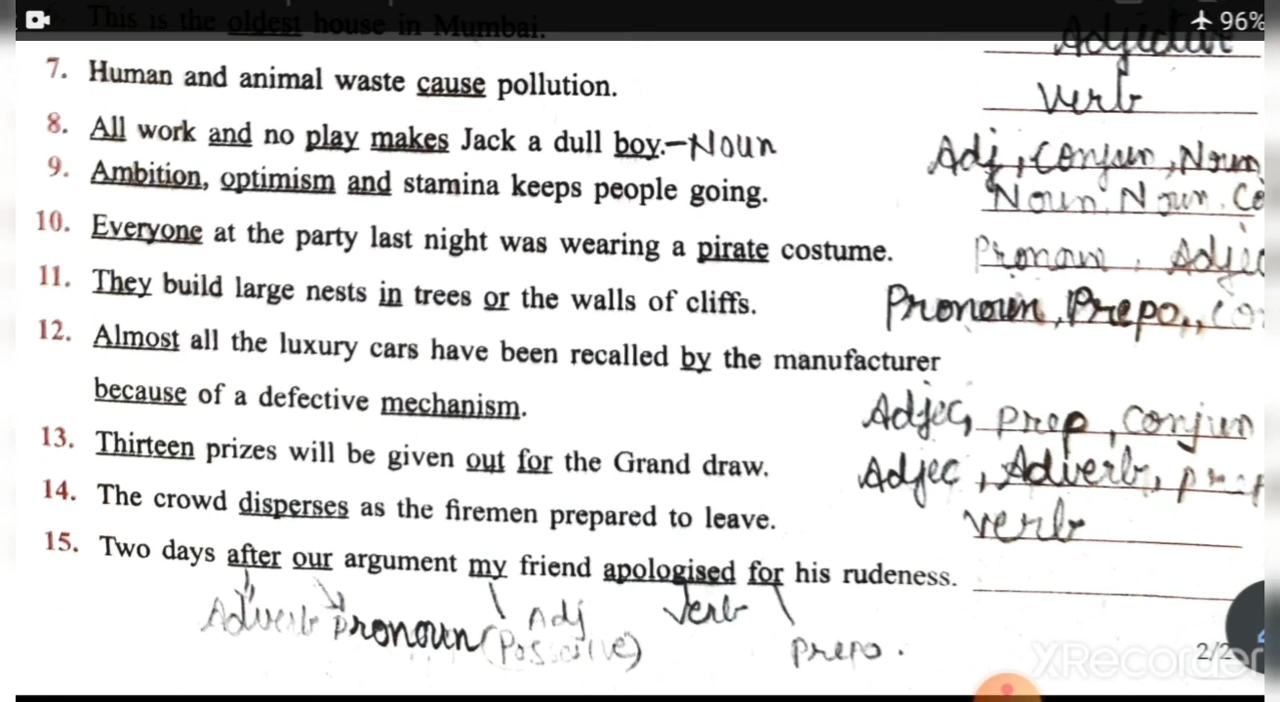 This is the oldest house in Mumbai.
96%
Adjective
7. Human and animal waste cause pollution.
verb
8. All work and no play makes Jack a dull boy.-Noun
Adj, conjun, Noun
9. Ambition, optimism and stamina keeps people going.
Noun. Noun. Co
10. Everyone at the party last night was wearing a pirate costume.
Pronoun, Adjec
11. They build large nests in trees or the walls of cliffs.
Pronoun, Prepo,, co
12. Almost all the luxury cars have been recalled by the manufacturer
because of a defective mechanism.
Adjec, prep, conjun
13. Thirteen prizes will be given out for the Grand draw.
Adjec, Adverb, prep
14. The crowd disperses as the firemen prepared to leave.
verb
15. Two days after our argument my friend apologised for his rudeness.
Adverb Pronoun Adj verb
prepo.
2/2
XRecorder